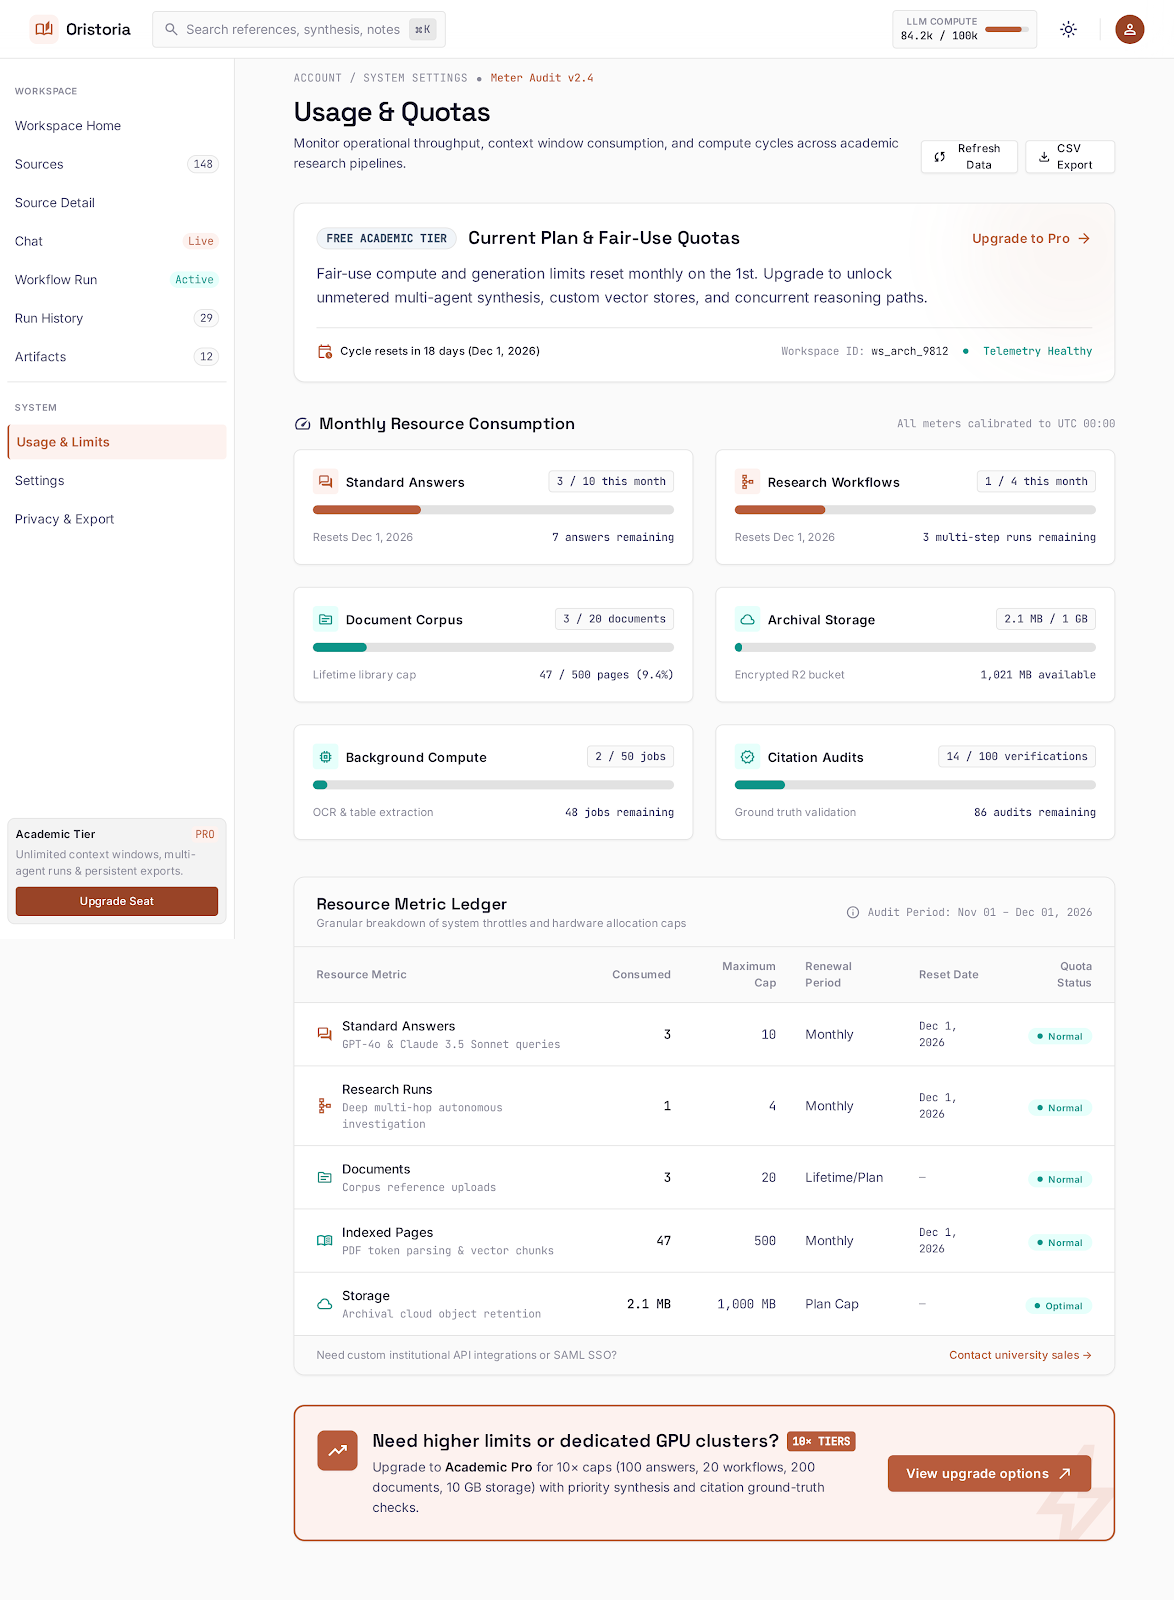 Oristoria
Search references, synthesis, notes ⌘K
LLM COMPUTE
84.2k / 100k
WORKSPACE
Workspace Home
Sources 148
Source Detail
Chat Live
Workflow Run Active
Run History 29
Artifacts 12
SYSTEM
Usage & Limits
Settings
Privacy & Export
Academic Tier PRO
Unlimited context windows, multi-
agent runs & persistent exports.
Upgrade Seat
ACCOUNT / SYSTEM SETTINGS • Meter Audit v2.4
Usage & Quotas
Monitor operational throughput, context window consumption, and compute cycles across academic
research pipelines.
Refresh
Data
CSV
Export
FREE ACADEMIC TIER Current Plan & Fair-Use Quotas
Upgrade to Pro →
Fair-use compute and generation limits reset monthly on the 1st. Upgrade to unlock
unmetered multi-agent synthesis, custom vector stores, and concurrent reasoning paths.
Cycle resets in 18 days (Dec 1, 2026)
Workspace ID: ws_arch_9812 • Telemetry Healthy
Monthly Resource Consumption
All meters calibrated to UTC 00:00
Standard Answers 3 / 10 this month
Resets Dec 1, 2026 7 answers remaining
Research Workflows 1 / 4 this month
Resets Dec 1, 2026 3 multi-step runs remaining
Document Corpus 3 / 20 documents
Lifetime library cap 47 / 500 pages (9.4%)
Archival Storage 2.1 MB / 1 GB
Encrypted R2 bucket 1,021 MB available
Background Compute 2 / 50 jobs
OCR & table extraction 48 jobs remaining
Citation Audits 14 / 100 verifications
Ground truth validation 86 audits remaining
Resource Metric Ledger
Granular breakdown of system throttles and hardware allocation caps
Audit Period: Nov 01 – Dec 01, 2026
Resource Metric
Consumed
Maximum
Cap
Renewal
Period
Reset Date
Quota
Status
Standard Answers
GPT-4o & Claude 3.5 Sonnet queries
3
10
Monthly
Dec 1,
2026
Normal
Research Runs
Deep multi-hop autonomous
investigation
1
4
Monthly
Dec 1,
2026
Normal
Documents
Corpus reference uploads
3
20
Lifetime/Plan
—
Normal
Indexed Pages
PDF token parsing & vector chunks
47
500
Monthly
Dec 1,
2026
Normal
Storage
Archival cloud object retention
2.1 MB
1,000 MB
Plan Cap
—
Optimal
Need custom institutional API integrations or SAML SSO?
Contact university sales →
Need higher limits or dedicated GPU clusters? 10× TIERS
Upgrade to Academic Pro for 10× caps (100 answers, 20 workflows, 200
documents, 10 GB storage) with priority synthesis and citation ground-truth
checks.
View upgrade options